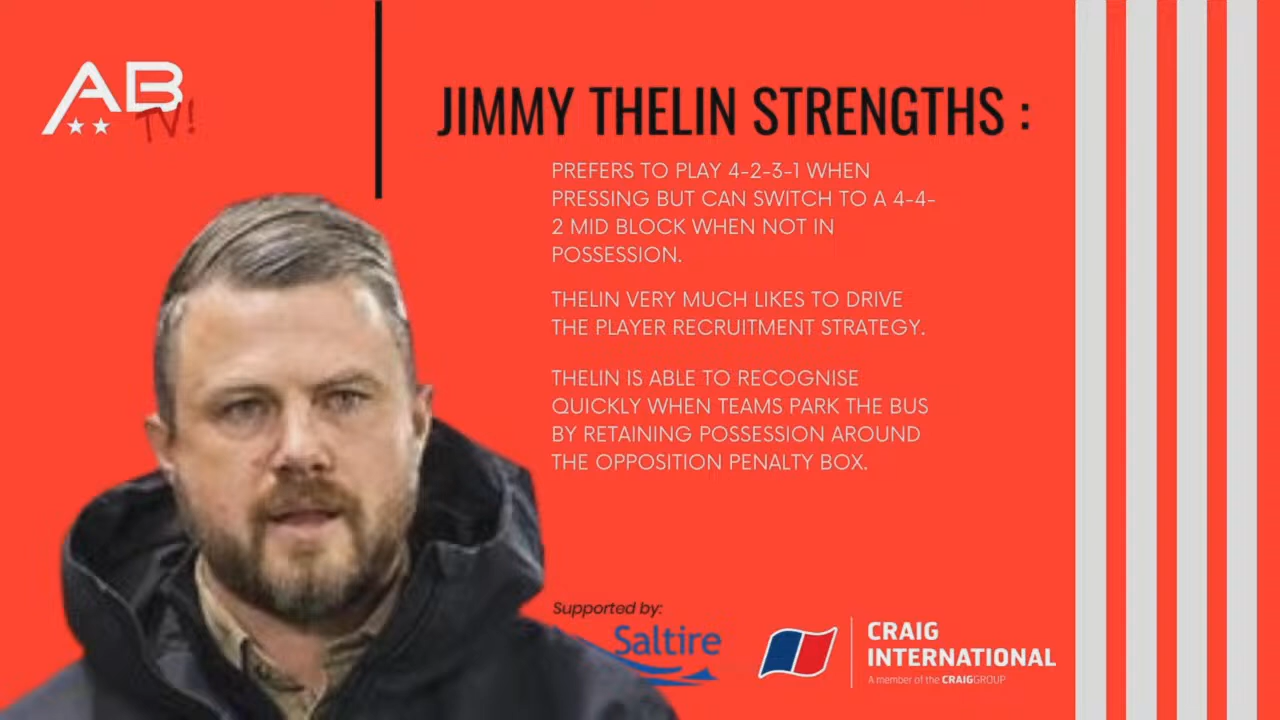 AB
TV!
JIMMY THELIN STRENGTHS :
PREFERS TO PLAY 4-2-3-1 WHEN
PRESSING BUT CAN SWITCH TO A 4-4-
2 MID BLOCK WHEN NOT IN
POSSESSION.
THELIN VERY MUCH LIKES TO DRIVE
THE PLAYER RECRUITMENT STRATEGY.
THELIN IS ABLE TO RECOGNISE
QUICKLY WHEN TEAMS PARK THE BUS
BY RETAINING POSSESSION AROUND
THE OPPOSITION PENALTY BOX.
Supported by:
Saltire
CRAIG
INTERNATIONAL
A member of the CRAIGGROUP